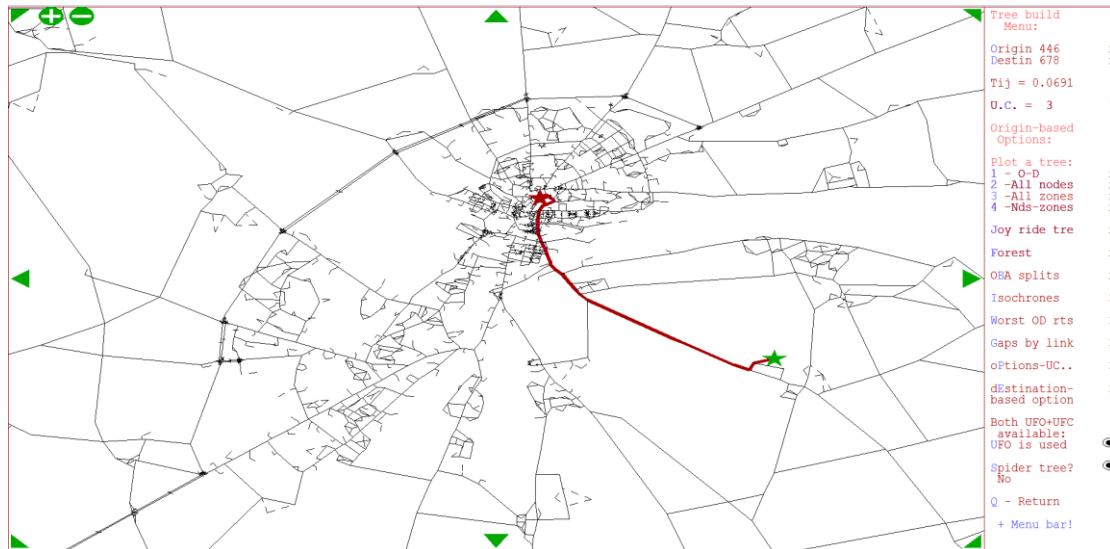 Tree build
Menu:
Origin 446
Destin 678
Tij = 0.0691
U.C. = 3
Origin-based
Options:
Plot a tree:
1 - O-D
2 -All nodes
3 -All zones
4 -Nds-zones
Joy ride tre
Forest
OBA splits
Isochrones
Worst OD rts
Gaps by link
oPtions-UC..
dEstination-
based option
Both UFO+UFC
available:
UFO is used
Spider tree?
No
Q - Return
+ Menu bar!